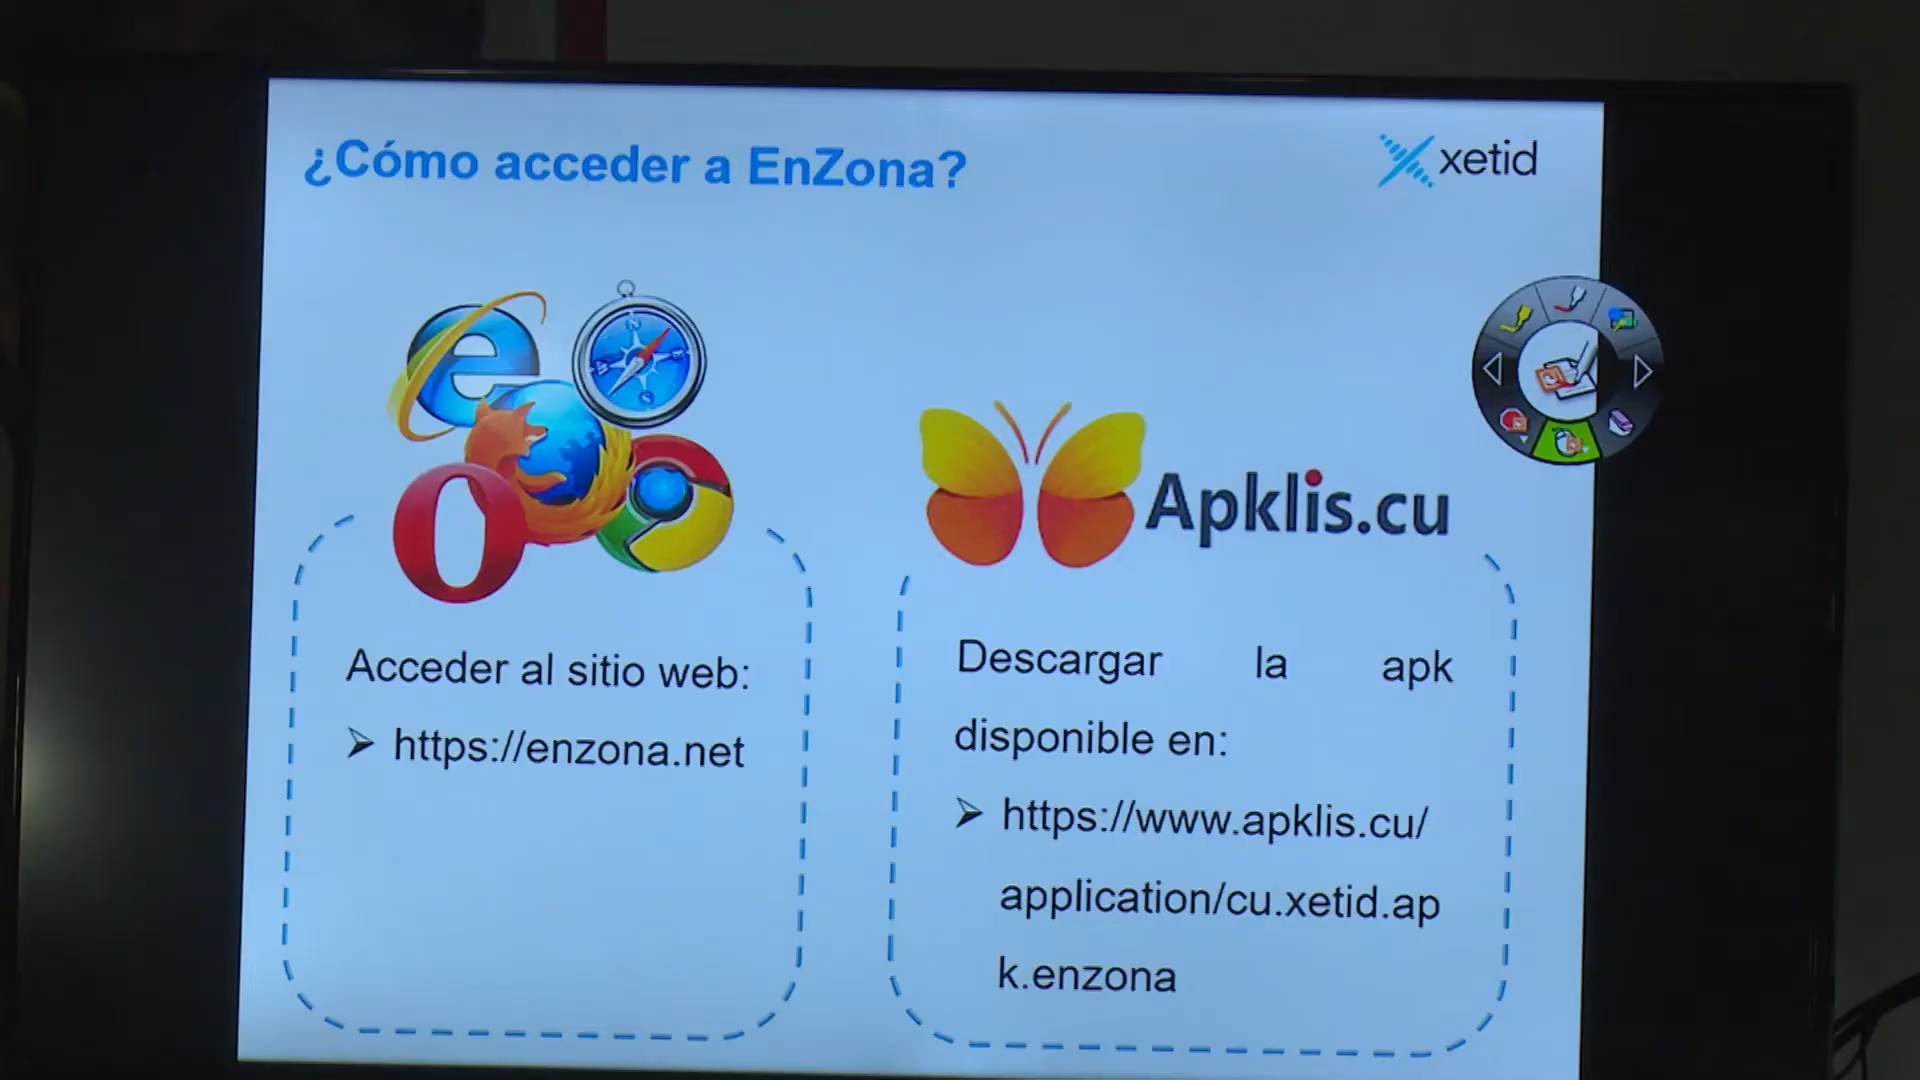 ¿Cómo acceder a EnZona?
xetid
Apklis.cu
Acceder al sitio web:
➢ https://enzona.net
Descargar la apk
disponible en:
➢ https://www.apklis.cu/
application/cu.xetid.ap
k.enzona